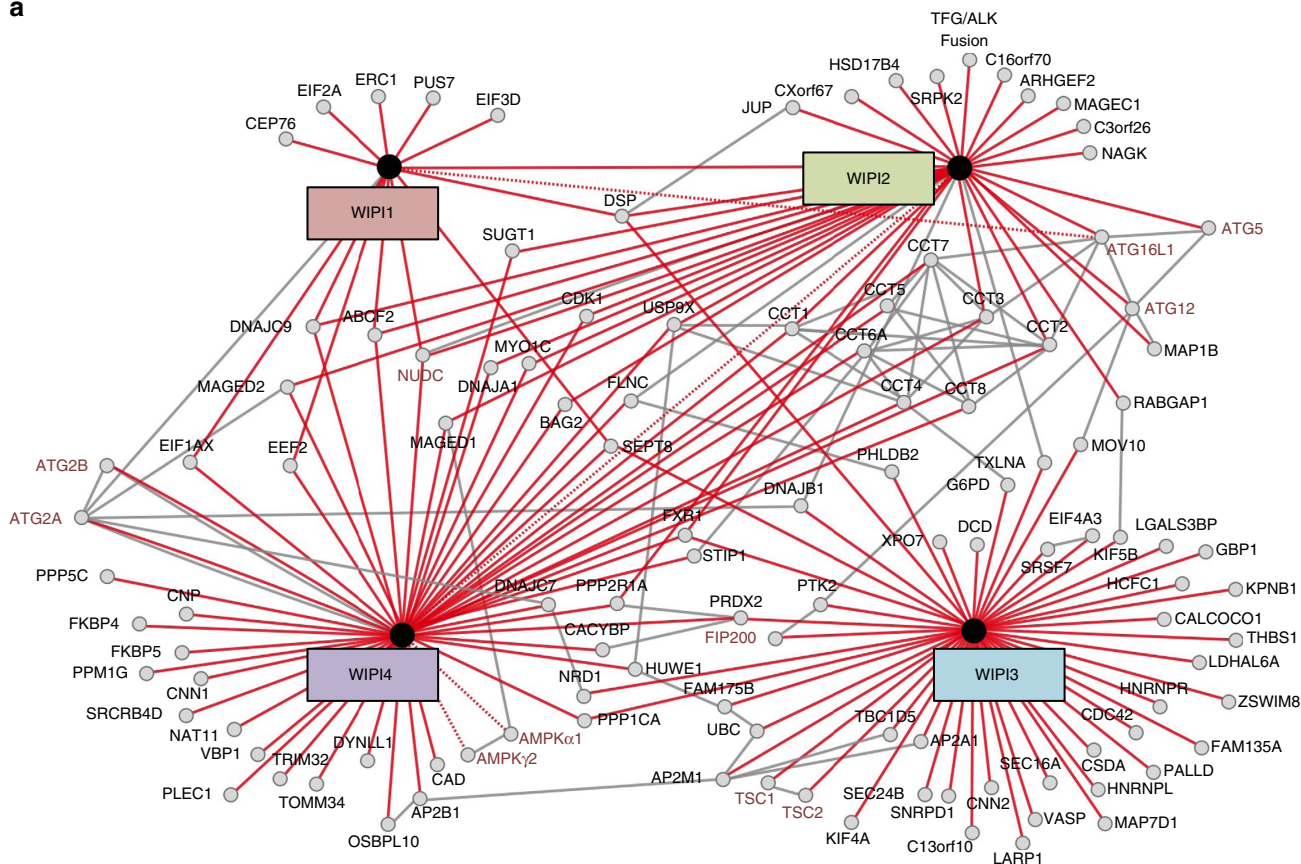 a
TFG/ALK
Fusion
HSD17B4
C16orf70
ERC1
PUS7
CXorf67
SRPK2
ARHGEF2
EIF2A
EIF3D
JUP
MAGEC1
CEP76
C3orf26
NAGK
WIPI2
WIPI1
DSP
SUGT1
ATG5
CCT7
ATG16L1
CDK1
USP9X
CCT5
CCT3
ATG12
DNAJC9
ABCF2
CCT1
CCT2
MYO1C
CCT6A
MAP1B
NUDC
DNAJA1
MAGED2
FLNC
CCT4
CCT8
RABGAP1
BAG2
MAGED1
EIF1AX
EEF2
SEPT8
MOV10
ATG2B
PHLDB2
TXLNA
G6PD
DNAJB1
ATG2A
FXR1
DCD
EIF4A3
LGALS3BP
XPO7
STIP1
KIF5B
GBP1
SRSF7
PPP5C
DNAJC7
PPP2R1A
PTK2
HCFC1
KPNB1
CNP
PRDX2
CALCOCO1
FKBP4
CACYBP
FIP200
THBS1
FKBP5
HUWE1
LDHAL6A
PPM1G
WIPI4
WIPI3
CNN1
NRD1
FAM175B
HNRNPR
ZSWIM8
SRCRB4D
PPP1CA
TBC1D5
CDC42
NAT11
UBC
AP2A1
VBP1
DYNLL1
AMPKα1
FAM135A
TRIM32
AMPKγ2
SEC16A
CSDA
PALLD
CAD
AP2M1
PLEC1
TOMM34
TSC1
SEC24B
CNN2
HNRNPL
AP2B1
TSC2
SNRPD1
VASP
MAP7D1
OSBPL10
KIF4A
C13orf10
LARP1